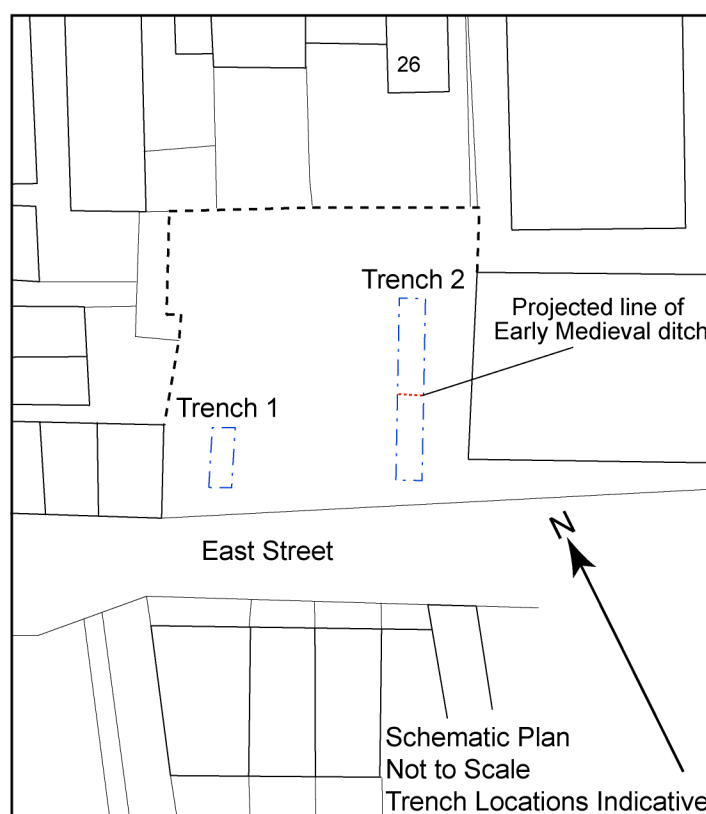 26
Trench 2
Projected line of
Early Medieval ditch
Trench 1
East Street
N
Schematic Plan
Not to Scale
Trench Locations Indicative